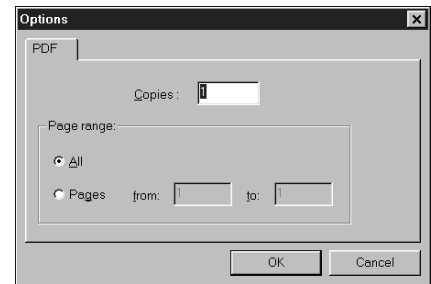 Options
PDF
Copies : 1
Page range:
All
Pages from: 1 to: 1
OK Cancel